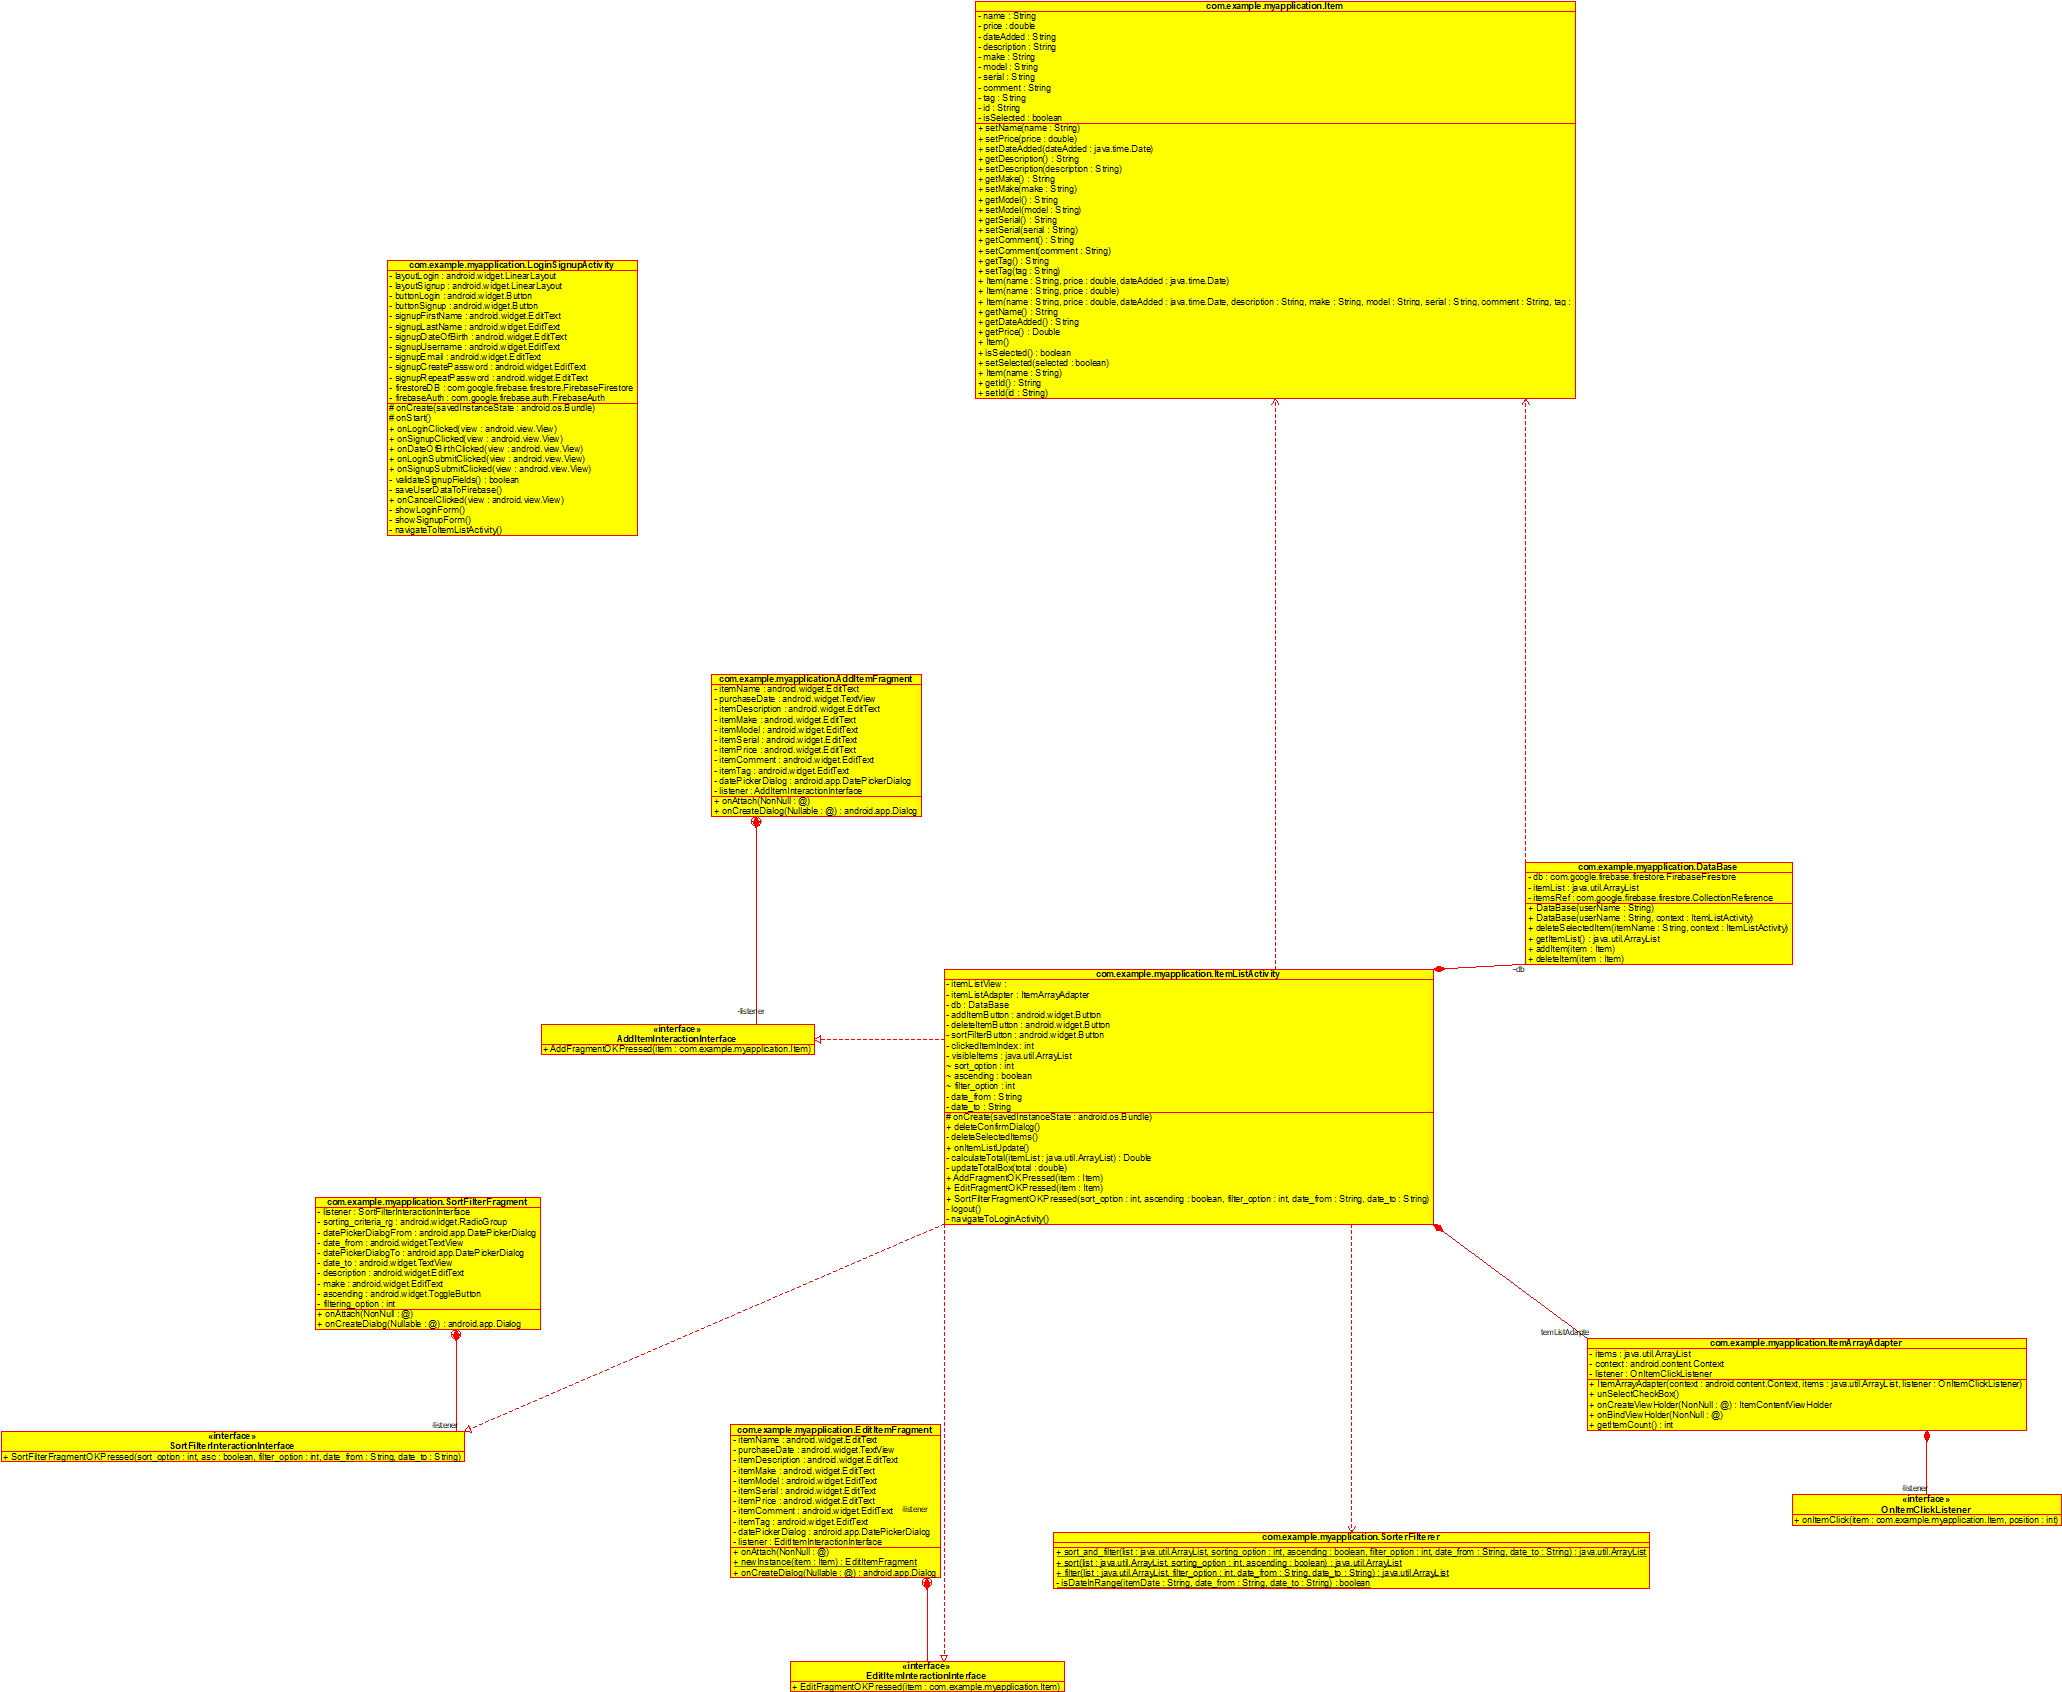 com.example.myapplication.Item
- name : String
- price : double
- dateAdded : String
- description : String
- make : String
- model : String
- serial : String
- comment : String
- tag : String
- id : String
- isSelected : boolean
+ setName(name : String)
+ setPrice(price : double)
+ setDateAdded(dateAdded : java.time.Date)
+ getDescription() : String
+ setDescription(description : String)
+ getMake() : String
+ setMake(make : String)
+ getModel() : String
+ setModel(model : String)
+ getSerial() : String
+ setSerial(serial : String)
+ getComment() : String
+ setComment(comment : String)
+ getTag() : String
+ setTag(tag : String)
+ Item(name : String, price : double, dateAdded : java.time.Date)
+ Item(name : String, price : double)
+ Item(name : String, price : double, dateAdded : java.time.Date, description : String, make : String, model : String, serial : String, comment : String, tag :
+ getName() : String
+ getDateAdded() : String
+ getPrice() : Double
+ Item()
+ isSelected() : boolean
+ setSelected(selected : boolean)
+ Item(name : String)
+ getId() : String
+ setId(id : String)
com.example.myapplication.LoginSignupActivity
- layoutLogin : android.widget.LinearLayout
- layoutSignup : android.widget.LinearLayout
- buttonLogin : android.widget.Button
- buttonSignup : android.widget.Button
- signupFirstName : android.widget.EditText
- signupLastName : android.widget.EditText
- signupDateOfBirth : android.widget.EditText
- signupUsername : android.widget.EditText
- signupEmail : android.widget.EditText
- signupCreatePassword : android.widget.EditText
- signupRepeatPassword : android.widget.EditText
- firestoreDB : com.google.firebase.firestore.FirebaseFirestore
- firebaseAuth : com.google.firebase.auth.FirebaseAuth
# onCreate(savedInstanceState : android.os.Bundle)
# onStart()
+ onLoginClicked(view : android.view.View)
+ onSignupClicked(view : android.view.View)
+ onDateOfBirthClicked(view : android.view.View)
+ onLoginSubmitClicked(view : android.view.View)
+ onSignupSubmitClicked(view : android.view.View)
- validateSignupFields() : boolean
- saveUserDataToFirebase()
+ onCancelClicked(view : android.view.View)
- showLoginForm()
- showSignupForm()
- navigateToItemListActivity()
com.example.myapplication.AddItemFragment
- itemName : android.widget.EditText
- purchaseDate : android.widget.TextView
- itemDescription : android.widget.EditText
- itemMake : android.widget.EditText
- itemModel : android.widget.EditText
- itemSerial : android.widget.EditText
- itemPrice : android.widget.EditText
- itemComment : android.widget.EditText
- itemTag : android.widget.EditText
- datePickerDialog : android.app.DatePickerDialog
- listener : AddItemInteractionInterface
+ onAttach(NonNull : @)
+ onCreateDialog(Nullable : @) : android.app.Dialog
com.example.myapplication.DataBase
- db : com.google.firebase.firestore.FirebaseFirestore
- itemList : java.util.ArrayList
- itemsRef : com.google.firebase.firestore.CollectionReference
+ DataBase(userName : String)
+ DataBase(userName : String, context : ItemListActivity)
+ deleteSelectedItem(itemName : String, context : ItemListActivity)
+ getItemList() : java.util.ArrayList
+ addItem(item : Item)
+ deleteItem(item : Item)
-db
com.example.myapplication.ItemListActivity
- itemListView :
- itemListAdapter : ItemArrayAdapter
- db : DataBase
- addItemButton : android.widget.Button
- deleteItemButton : android.widget.Button
- sortFilterButton : android.widget.Button
- clickedItemIndex : int
- visibleItems : java.util.ArrayList
~ sort_option : int
~ ascending : boolean
~ filter_option : int
- date_from : String
- date_to : String
# onCreate(savedInstanceState : android.os.Bundle)
+ deleteConfirmDialog()
- deleteSelectedItems()
+ onItemListUpdate()
- calculateTotal(itemList : java.util.ArrayList) : Double
- updateTotalBox(total : double)
+ AddFragmentOKPressed(item : Item)
+ EditFragmentOKPressed(item : Item)
+ SortFilterFragmentOKPressed(sort_option : int, ascending : boolean, filter_option : int, date_from : String, date_to : String)
- logout()
- navigateToLoginActivity()
-listener
«interface»
AddItemInteractionInterface
+ AddFragmentOKPressed(item : com.example.myapplication.Item)
com.example.myapplication.SortFilterFragment
- listener : SortFilterInteractionInterface
- sorting_criteria_rg : android.widget.RadioGroup
- datePickerDialogFrom : android.app.DatePickerDialog
- date_from : android.widget.TextView
- datePickerDialogTo : android.app.DatePickerDialog
- date_to : android.widget.TextView
- description : android.widget.EditText
- make : android.widget.EditText
- ascending : android.widget.ToggleButton
- filtering_option : int
+ onAttach(NonNull : @)
+ onCreateDialog(Nullable : @) : android.app.Dialog
-listener
«interface»
SortFilterInteractionInterface
+ SortFilterFragmentOKPressed(sort_option : int, asc : boolean, filter_option : int, date_from : String, date_to : String)
temListAdapte
com.example.myapplication.ItemArrayAdapter
- items : java.util.ArrayList
- context : android.content.Context
- listener : OnItemClickListener
+ ItemArrayAdapter(context : android.content.Context, items : java.util.ArrayList, listener : OnItemClickListener)
+ unSelectCheckBox()
+ onCreateViewHolder(NonNull : @) : ItemContentViewHolder
+ onBindViewHolder(NonNull : @)
+ getItemCount() : int
-listener
«interface»
OnItemClickListener
+ onItemClick(item : com.example.myapplication.Item, position : int)
com.example.myapplication.EditItemFragment
- itemName : android.widget.EditText
- purchaseDate : android.widget.TextView
- itemDescription : android.widget.EditText
- itemMake : android.widget.EditText
- itemModel : android.widget.EditText
- itemSerial : android.widget.EditText
- itemPrice : android.widget.EditText
- itemComment : android.widget.EditText
-listener
- itemTag : android.widget.EditText
- datePickerDialog : android.app.DatePickerDialog
- listener : EditItemInteractionInterface
+ onAttach(NonNull : @)
+ newInstance(item : Item) : EditItemFragment
+ onCreateDialog(Nullable : @) : android.app.Dialog
com.example.myapplication.SorterFilterer
+ sort_and_filter(list : java.util.ArrayList, sorting_option : int, ascending : boolean, filter_option : int, date_from : String, date_to : String) : java.util.ArrayList
+ sort(list : java.util.ArrayList, sorting_option : int, ascending : boolean) : java.util.ArrayList
+ filter(list : java.util.ArrayList, filter_option : int, date_from : String, date_to : String) : java.util.ArrayList
- isDateInRange(itemDate : String, date_from : String, date_to : String) : boolean
«interface»
EditItemInteractionInterface
+ EditFragmentOKPressed(item : com.example.myapplication.Item)